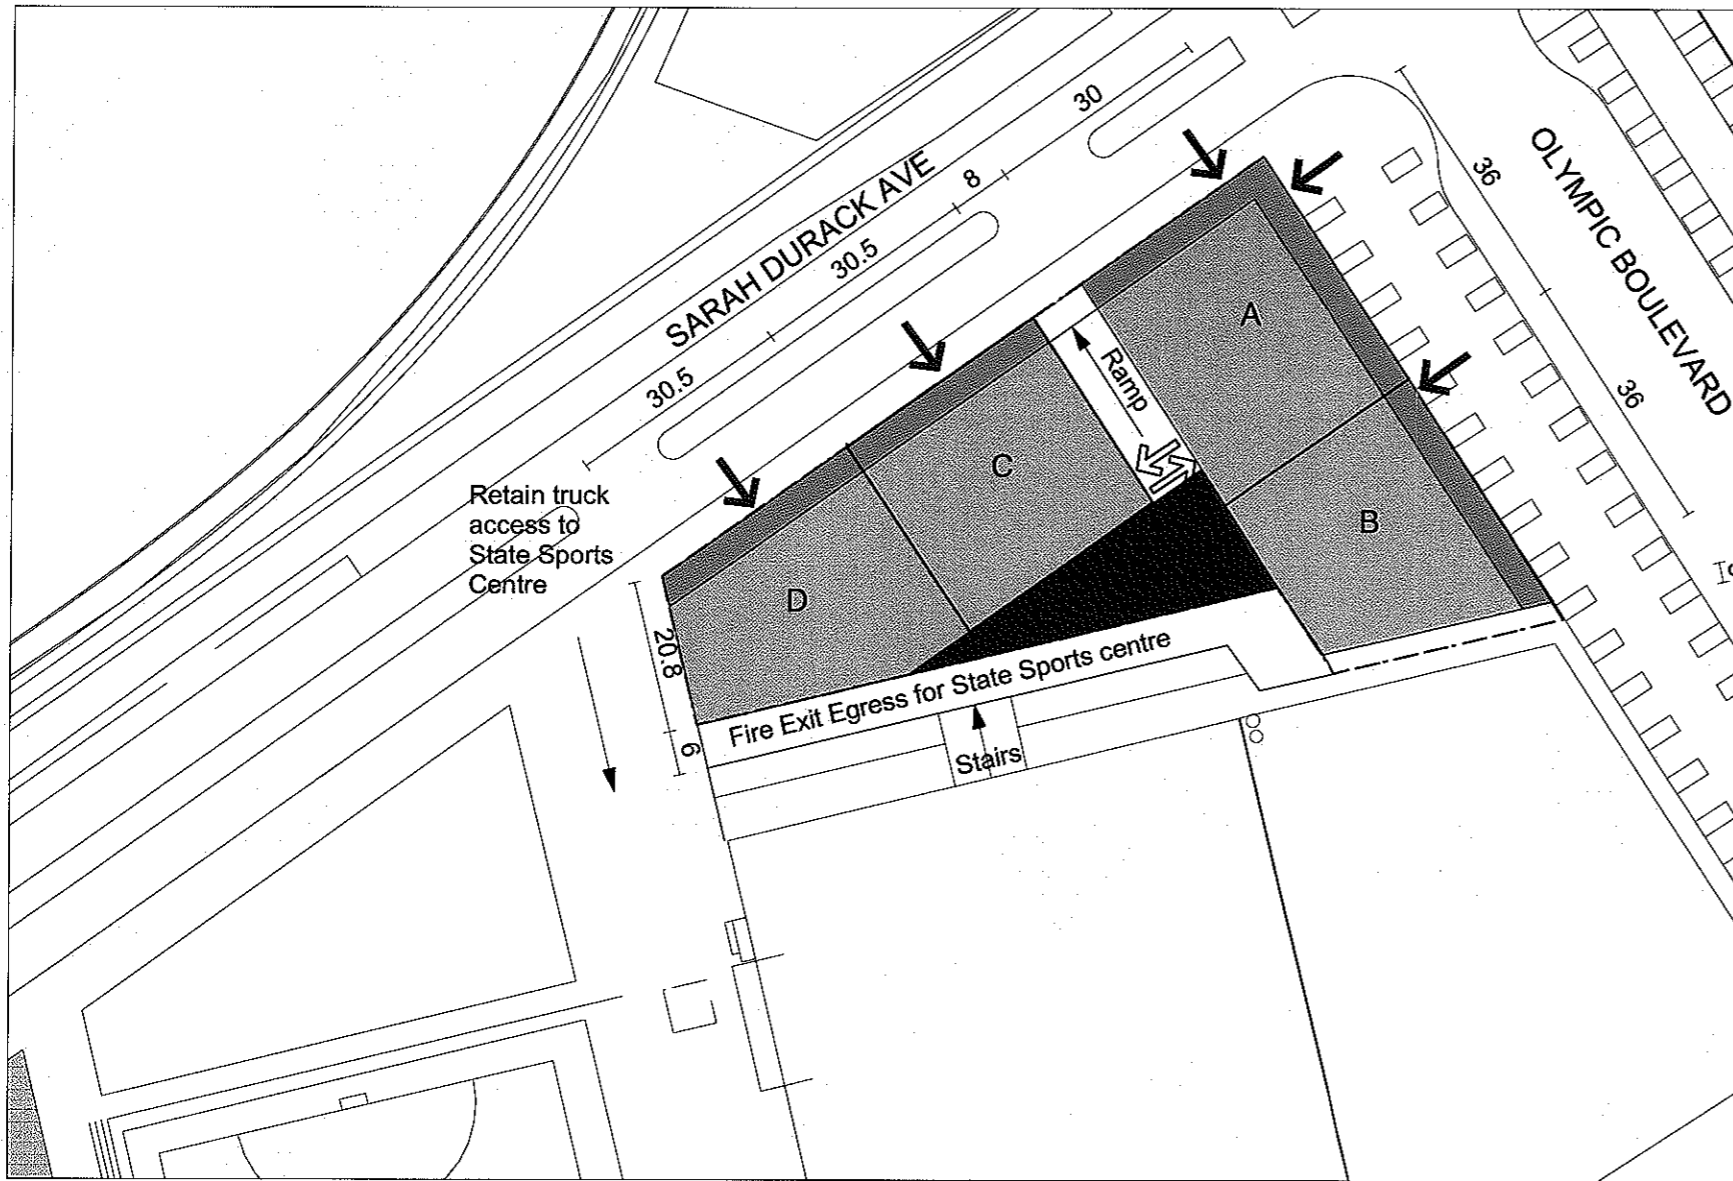 SARAH DURACK AVE
OLYMPIC BOULEVARD
30
8
30.5
30.5
36
36
A
Ramp
C
B
D
Retain truck
access to
State Sports
Centre
20.8
6
Fire Exit Egress for State Sports centre
Stairs